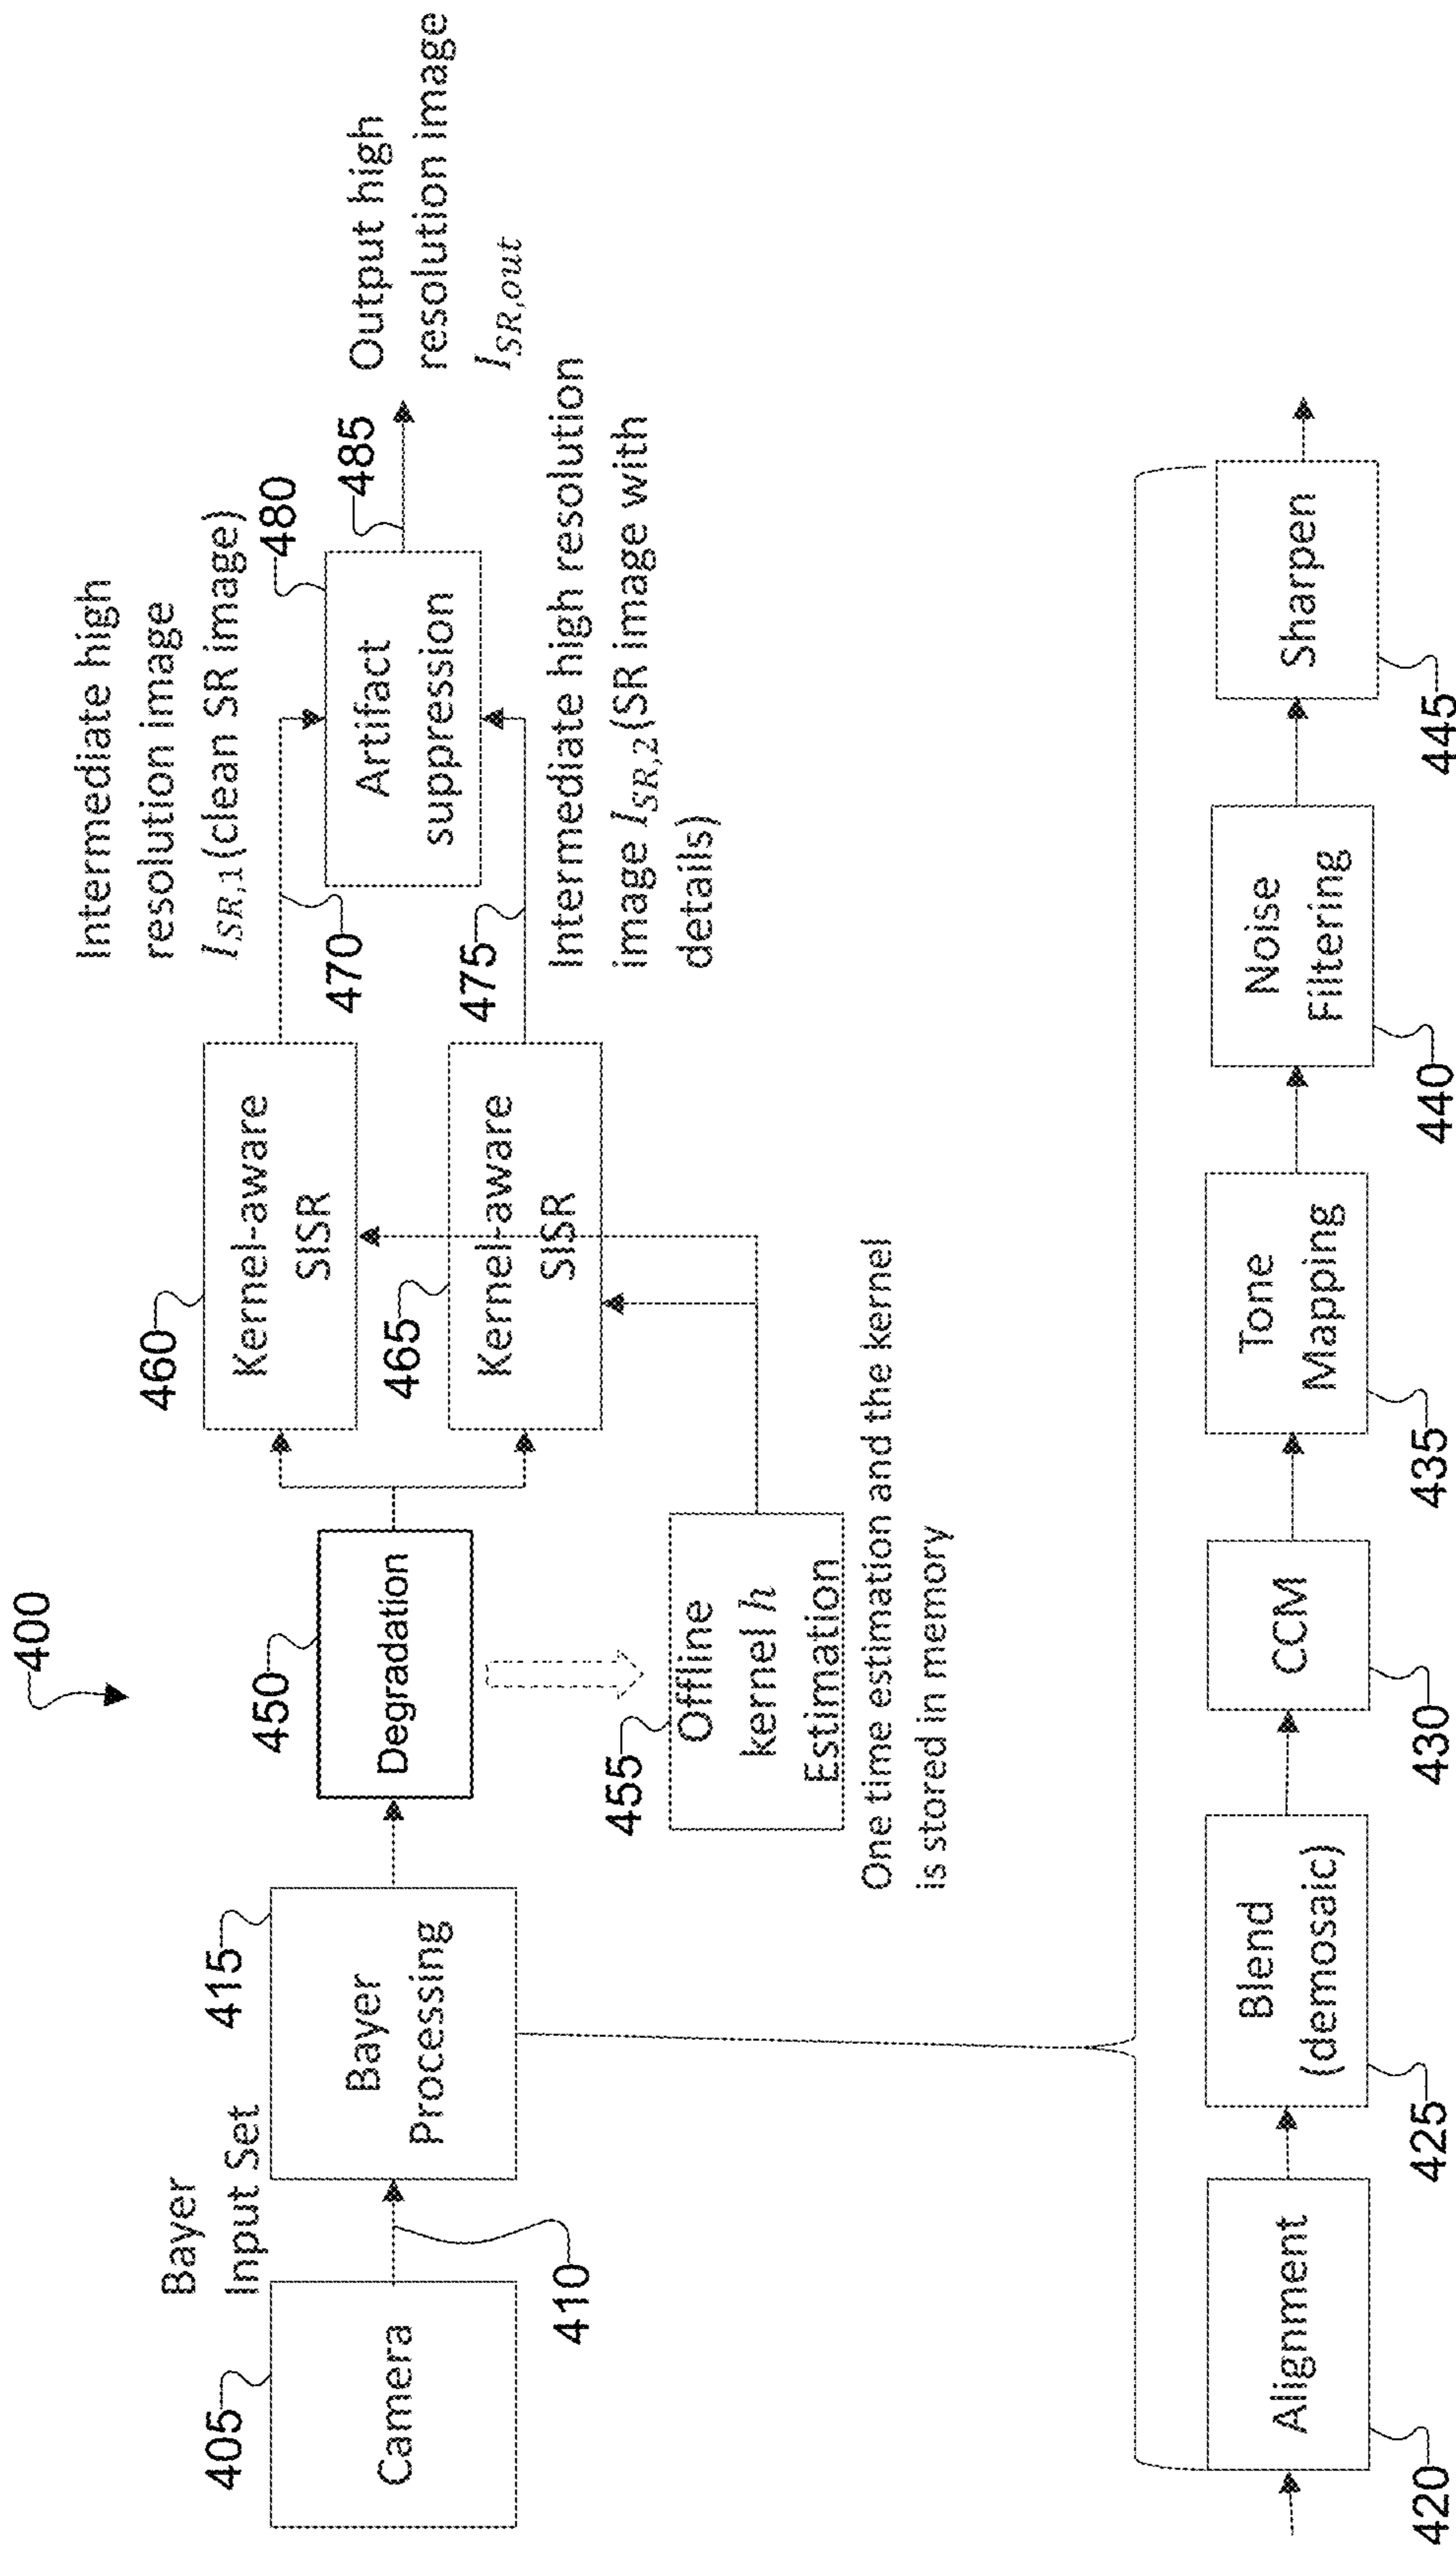 400
405
Camera
Bayer
Input Set
410
415
Bayer
Processing
450
Degradation
455
Offline
kernel h
Estimation
One time estimation and the kernel
is stored in memory
460
Kernel-aware
SISR
465
Kernel-aware
SISR
Intermediate high
resolution image
I_{SR,1}(clean SR image)
470
475
Intermediate high resolution
image I_{SR,2}(SR image with
details)
480
Artifact
suppression
485
Output high
resolution image
I_{SR,out}
Alignment
420
Blend
(demosaic)
425
CCM
430
Tone
Mapping
435
Noise
Filtering
440
Sharpen
445